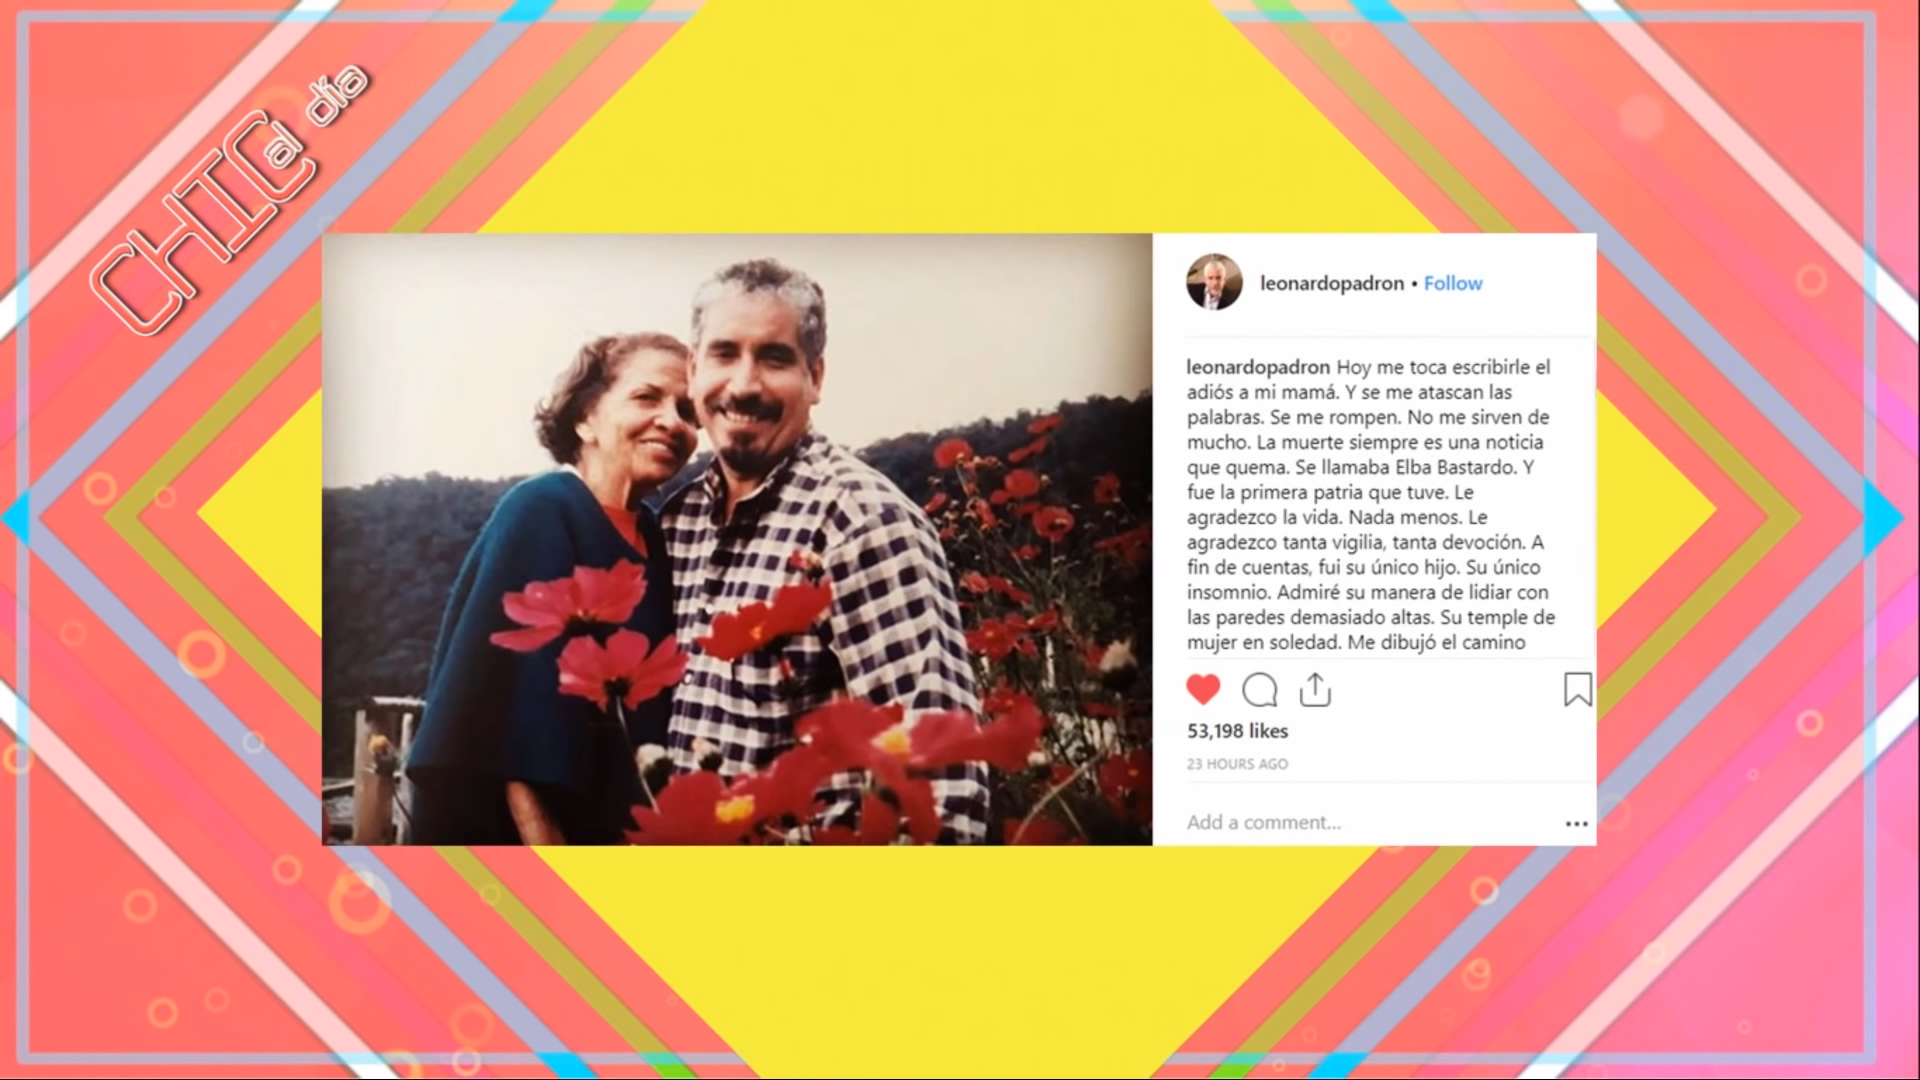 CHIC al día
leonardopadron • Follow
leonardopadron Hoy me toca escribirle el
adiós a mi mamá. Y se me atascan las
palabras. Se me rompen. No me sirven de
mucho. La muerte siempre es una noticia
que quema. Se llamaba Elba Bastardo. Y
fue la primera patria que tuve. Le
agradezco la vida. Nada menos. Le
agradezco tanta vigilia, tanta devoción. A
fin de cuentas, fui su único hijo. Su único
insomnio. Admiré su manera de lidiar con
las paredes demasiado altas. Su temple de
mujer en soledad. Me dibujó el camino
53,198 likes
23 HOURS AGO
Add a comment...